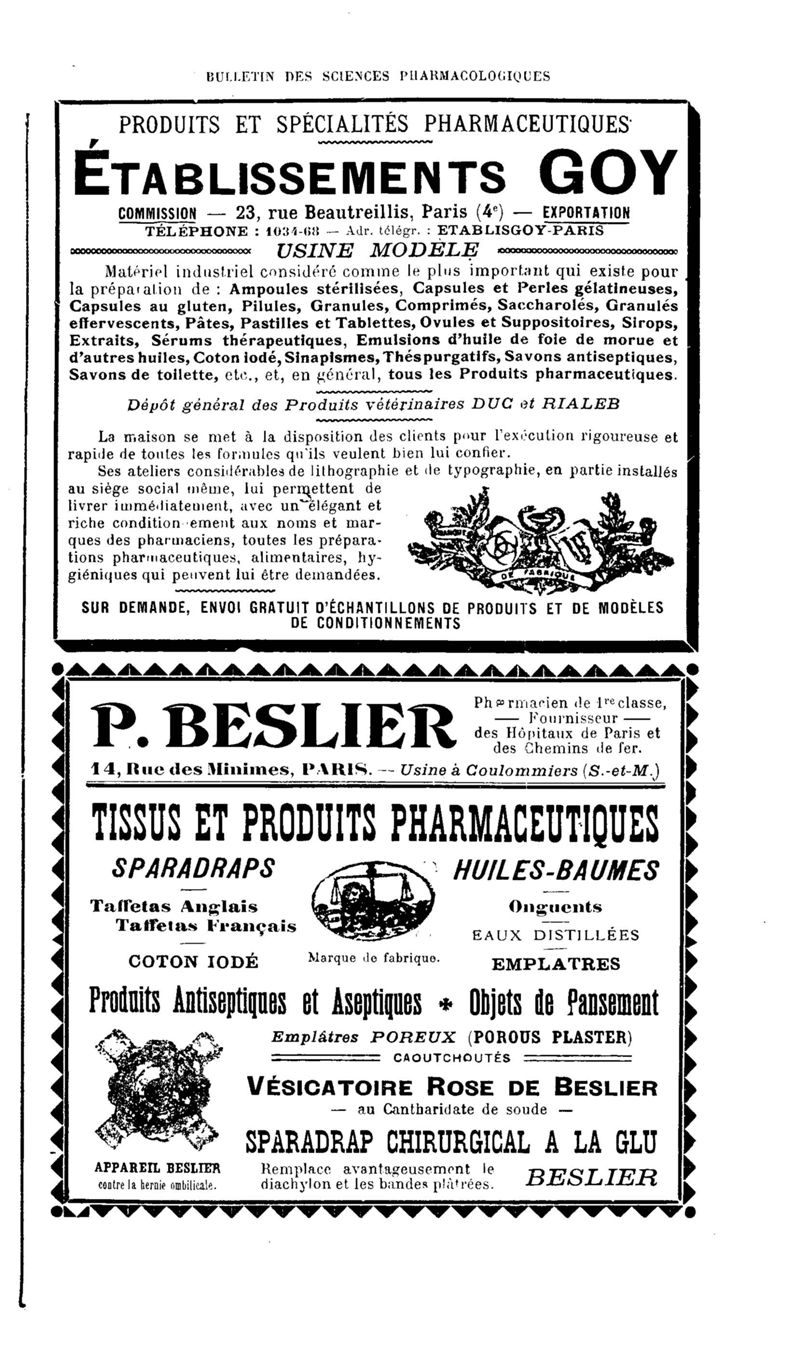 BULLETIN DES SCIENCES PHARMACOLOGIQUES
PRODUITS ET SPÉCIALITÉS PHARMACEUTIQUES
ÉTABLISSEMENTS GOY
COMMISSION — 23, rue Beautreillis, Paris (4e) — EXPORTATION
TÉLÉPHONE : 1034-68 — Adr. télégr. : ETABLISGOY-PARIS
USINE MODÈLE
Matériel industriel considéré comme le plus important qui existe pour
la préparation de : Ampoules stérilisées, Capsules et Perles gélatineuses,
Capsules au gluten, Pilules, Granules, Comprimés, Saccharolés, Granulés
effervescents, Pâtes, Pastilles et Tablettes, Ovules et Suppositoires, Sirops,
Extraits, Sérums thérapeutiques, Emulsions d'huile de foie de morue et
d'autres huiles, Coton iodé, Sinapismes, Thés purgatifs, Savons antiseptiques,
Savons de toilette, etc., et, en général, tous les Produits pharmaceutiques.
Dépôt général des Produits vétérinaires DUC et RIALEB
La maison se met à la disposition des clients pour l'exécution rigoureuse et
rapide de toutes les formules qu'ils veulent bien lui confier.
Ses ateliers considérables de lithographie et de typographie, en partie installés
au siège social même, lui permettent de
livrer immédiatement, avec un élégant et
riche condition ement aux noms et mar-
ques des pharmaciens, toutes les prépara-
tions pharmaceutiques, alimentaires, hy-
giéniques qui peuvent lui être demandées.
MARQUE
DE FABRIQUE
SUR DEMANDE, ENVOI GRATUIT D'ÉCHANTILLONS DE PRODUITS ET DE MODÈLES
DE CONDITIONNEMENTS
P. BESLIER
Pharmacien de 1re classe,
— Fournisseur —
des Hôpitaux de Paris et
des Chemins de fer.
14, Rue des Minimes, PARIS. — Usine à Coulommiers (S.-et-M.)
TISSUS ET PRODUITS PHARMACEUTIQUES
SPARADRAPS
Taffetas Anglais
Taffetas Français
COTON IODÉ
Marque de fabrique.
HUILES-BAUMES
Onguents
EAUX DISTILLÉES
EMPLATRES
Produits Antiseptiques et Aseptiques ✠ Objets de Pansement
Emplâtres POREUX (POROUS PLASTER)
CAOUTCHOUTÉS
VÉSICATOIRE ROSE DE BESLIER
— au Cantharidate de soude —
SPARADRAP CHIRURGICAL A LA GLU
APPAREIL BESLIER
contre la hernie ombilicale.
Remplace avantageusement le
diachylon et les bandes plâtrées.
BESLIER